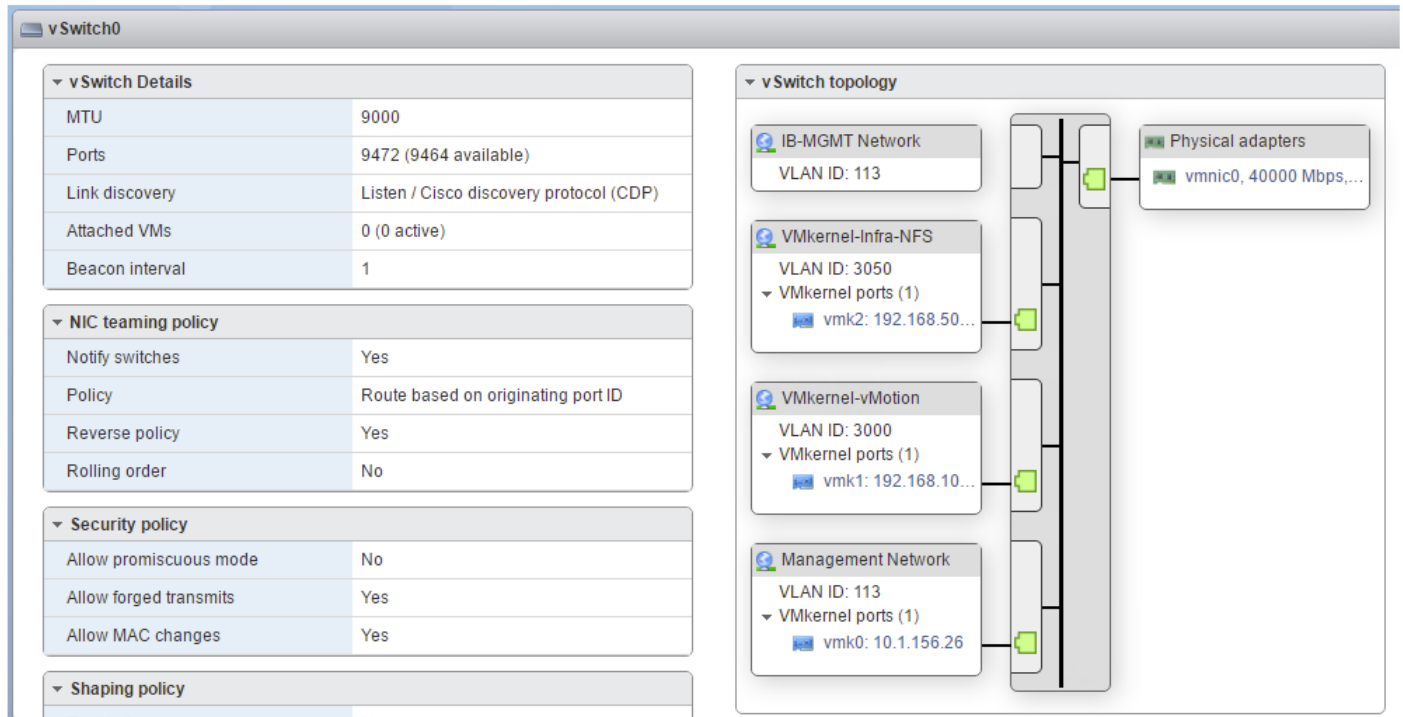 vSwitch0
vSwitch Details
MTU 9000
Ports 9472 (9464 available)
Link discovery Listen / Cisco discovery protocol (CDP)
Attached VMs 0 (0 active)
Beacon interval 1
NIC teaming policy
Notify switches Yes
Policy Route based on originating port ID
Reverse policy Yes
Rolling order No
Security policy
Allow promiscuous mode No
Allow forged transmits Yes
Allow MAC changes Yes
Shaping policy
vSwitch topology
IB-MGMT Network
VLAN ID: 113
VMkernel-Infra-NFS
VLAN ID: 3050
VMkernel ports (1)
vmk2: 192.168.50...
VMkernel-vMotion
VLAN ID: 3000
VMkernel ports (1)
vmk1: 192.168.10...
Management Network
VLAN ID: 113
VMkernel ports (1)
vmk0: 10.1.156.26
Physical adapters
vmnic0, 40000 Mbps,...